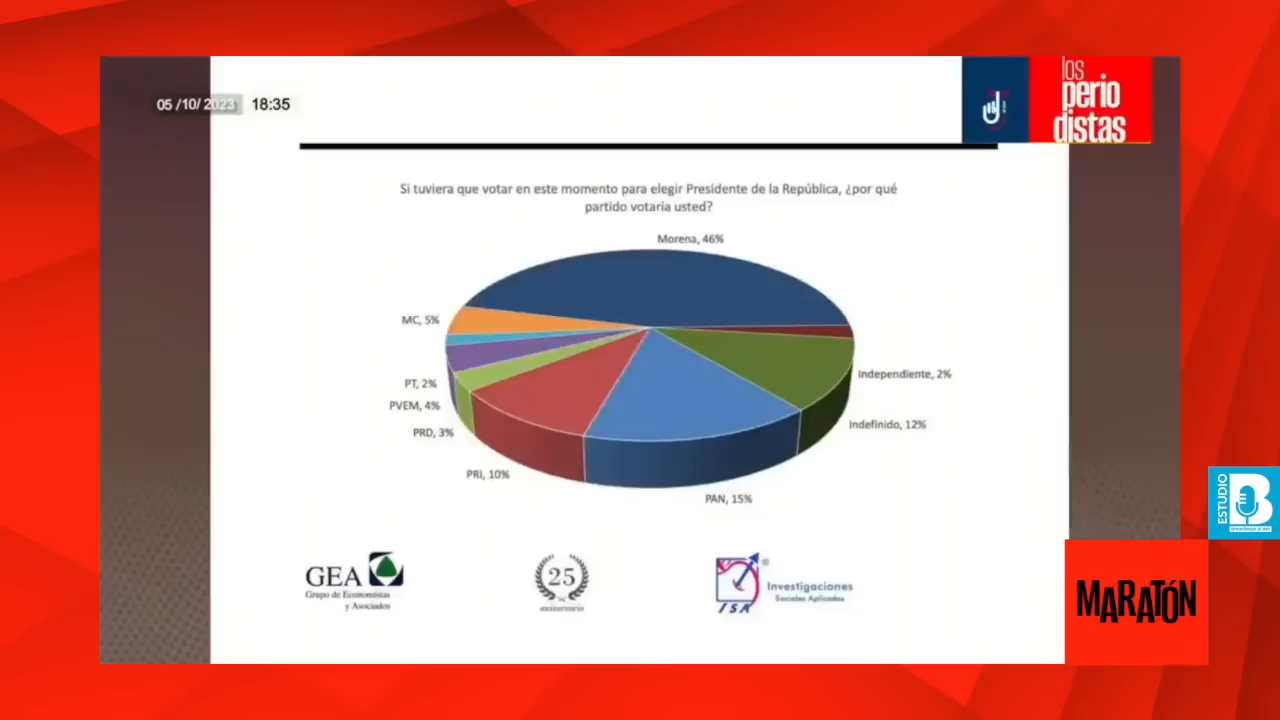 05/10/2023 18:35
los
perio
distas
Si tuviera que votar en este momento para elegir Presidente de la República, ¿por qué
partido votaría usted?
Morena, 46%
MC, 5%
Independiente, 2%
PT, 2%
PVEM, 4%
Indefinido, 12%
PRD, 3%
PRI, 10%
PAN, 15%
GEA
Grupo de Economistas
y Asociados
25
aniversario
ISA
©
Investigaciones
Sociales Aplicadas
ESTUDIO
B
MARATÓN